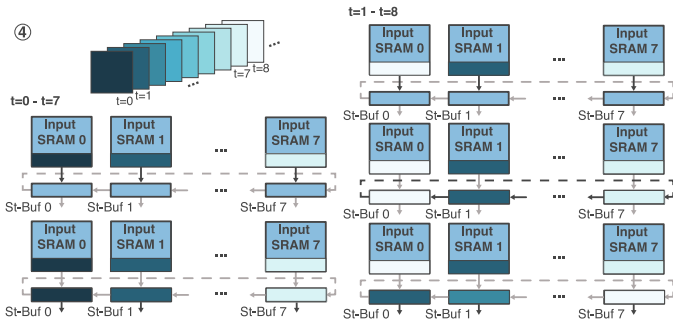 ④
t=0
t=1
...
t=7
t=8
...
t=0 - t=7
Input SRAM 0
Input SRAM 1
...
Input SRAM 7
...
St-Buf 0
St-Buf 1
St-Buf 7
Input SRAM 0
Input SRAM 1
...
Input SRAM 7
...
St-Buf 0
St-Buf 1
St-Buf 7
t=1 - t=8
Input SRAM 0
Input SRAM 1
...
Input SRAM 7
...
St-Buf 0
St-Buf 1
St-Buf 7
Input SRAM 0
Input SRAM 1
...
Input SRAM 7
...
St-Buf 0
St-Buf 1
St-Buf 7
Input SRAM 0
Input SRAM 1
...
Input SRAM 7
...
St-Buf 0
St-Buf 1
St-Buf 7